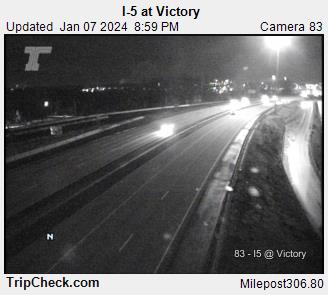 I-5 at Victory
Updated Jan 07 2024 8:59 PM Camera 83
T
N
83 - I5 @ Victory
TripCheck.com Milepost306.80